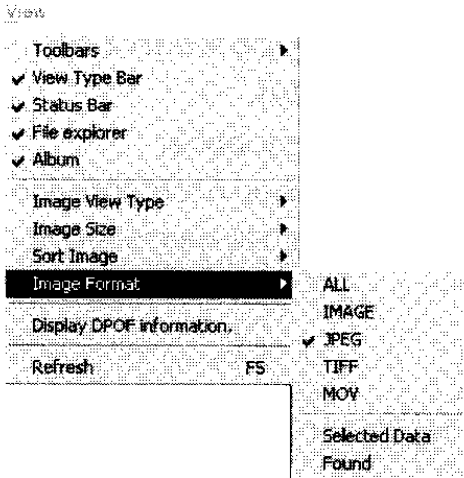 View
Toolbars
View Type Bar
Status Bar
File explorer
Album
Image View Type
Image Size
Sort Image
Image Format
Display DPOF information.
Refresh F5
ALL
IMAGE
JPEG
TIFF
MOV
Selected Data
Found